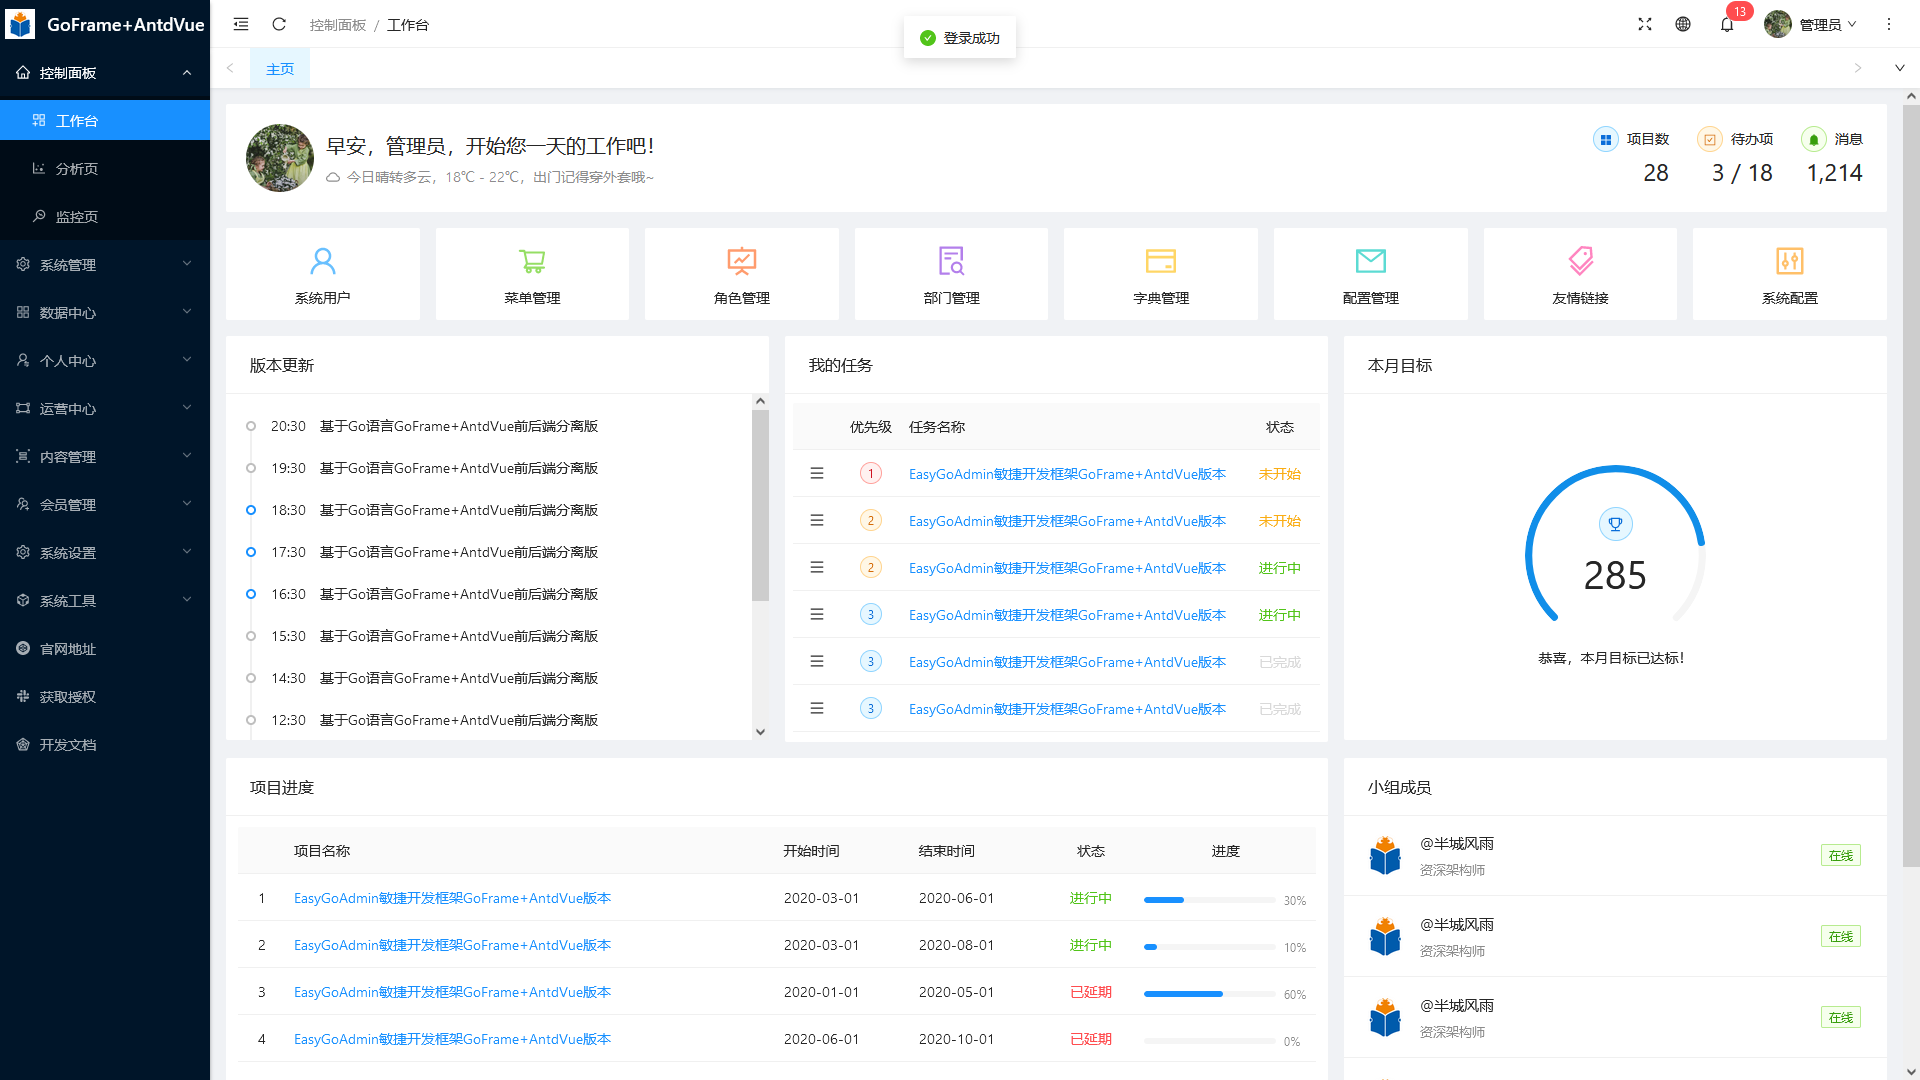 GoFrame+AntdVue
控制面板 / 工作台
登录成功
13
管理员
控制面板
主页
工作台
分析页
监控页
系统管理
数据中心
个人中心
运营中心
内容管理
会员管理
系统设置
系统工具
官网地址
获取授权
开发文档
早安，管理员，开始您一天的工作吧！
今日晴转多云，18℃ - 22℃，出门记得穿外套哦~
项目数
28
待办项
3 / 18
消息
1,214
系统用户
菜单管理
角色管理
部门管理
字典管理
配置管理
友情链接
系统配置
版本更新
20:30 基于Go语言GoFrame+AntdVue前后端分离版
19:30 基于Go语言GoFrame+AntdVue前后端分离版
18:30 基于Go语言GoFrame+AntdVue前后端分离版
17:30 基于Go语言GoFrame+AntdVue前后端分离版
16:30 基于Go语言GoFrame+AntdVue前后端分离版
15:30 基于Go语言GoFrame+AntdVue前后端分离版
14:30 基于Go语言GoFrame+AntdVue前后端分离版
12:30 基于Go语言GoFrame+AntdVue前后端分离版
我的任务
优先级 任务名称 状态
1 EasyGoAdmin敏捷开发框架GoFrame+AntdVue版本 未开始
2 EasyGoAdmin敏捷开发框架GoFrame+AntdVue版本 未开始
2 EasyGoAdmin敏捷开发框架GoFrame+AntdVue版本 进行中
3 EasyGoAdmin敏捷开发框架GoFrame+AntdVue版本 进行中
3 EasyGoAdmin敏捷开发框架GoFrame+AntdVue版本 已完成
3 EasyGoAdmin敏捷开发框架GoFrame+AntdVue版本 已完成
本月目标
285
恭喜，本月目标已达标！
项目进度
项目名称 开始时间 结束时间 状态 进度
1 EasyGoAdmin敏捷开发框架GoFrame+AntdVue版本 2020-03-01 2020-06-01 进行中 30%
2 EasyGoAdmin敏捷开发框架GoFrame+AntdVue版本 2020-03-01 2020-08-01 进行中 10%
3 EasyGoAdmin敏捷开发框架GoFrame+AntdVue版本 2020-01-01 2020-05-01 已延期 60%
4 EasyGoAdmin敏捷开发框架GoFrame+AntdVue版本 2020-06-01 2020-10-01 已延期 0%
小组成员
@半城风雨
资深架构师
在线
@半城风雨
资深架构师
在线
@半城风雨
资深架构师
在线